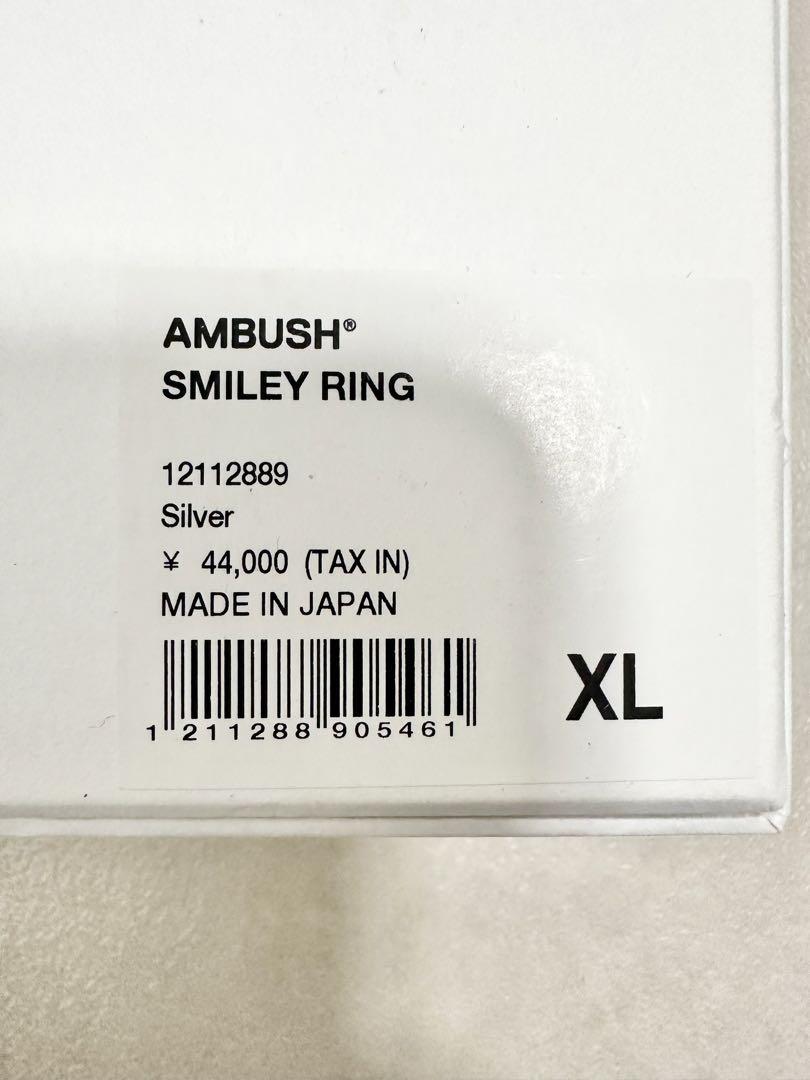 AMBUSH®
SMILEY RING
12112889
Silver
¥ 44,000 (TAX IN)
MADE IN JAPAN
1 211288 905461
XL